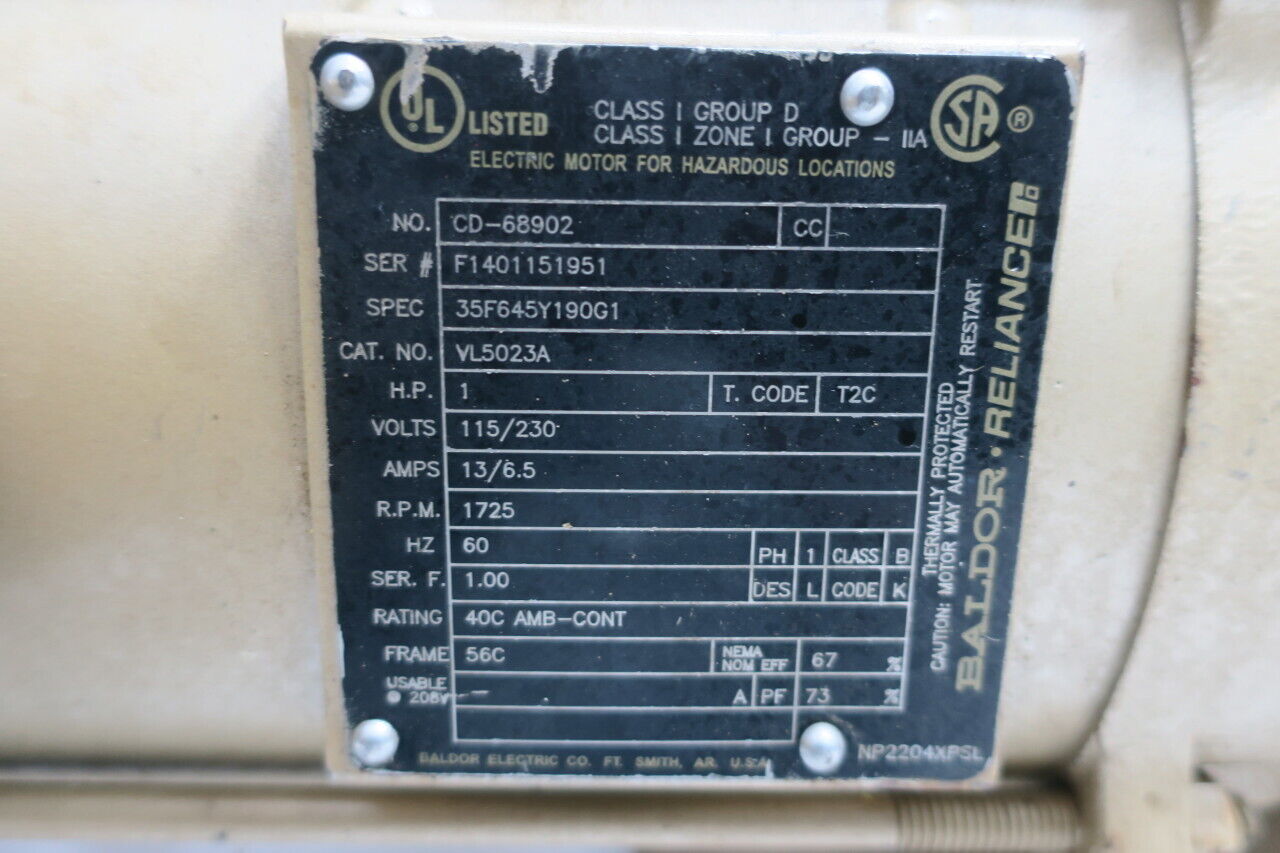 UL® LISTED CLASS I GROUP D
CLASS I ZONE I GROUP - IIA
SA ®
ELECTRIC MOTOR FOR HAZARDOUS LOCATIONS
NO. CD-68902 CC
SER # F1401151951
SPEC 35F645Y190G1
CAT. NO. VL5023A
H.P. 1 T. CODE T2C
VOLTS 115/230
AMPS 13/6.5
R.P.M. 1725
HZ 60 PH 1 CLASS B
SER. F. 1.00 DES L CODE K
RATING 40C AMB-CONT
FRAME 56C NEMA NOM EFF 67 %
USABLE @ 208V -- A PF 73 %
NP2204XPSL
BALDOR ELECTRIC CO. FT. SMITH, AR. U.S.A.
THERMALLY PROTECTED
CAUTION: MOTOR MAY AUTOMATICALLY RESTART
BALDOR · RELIANCE